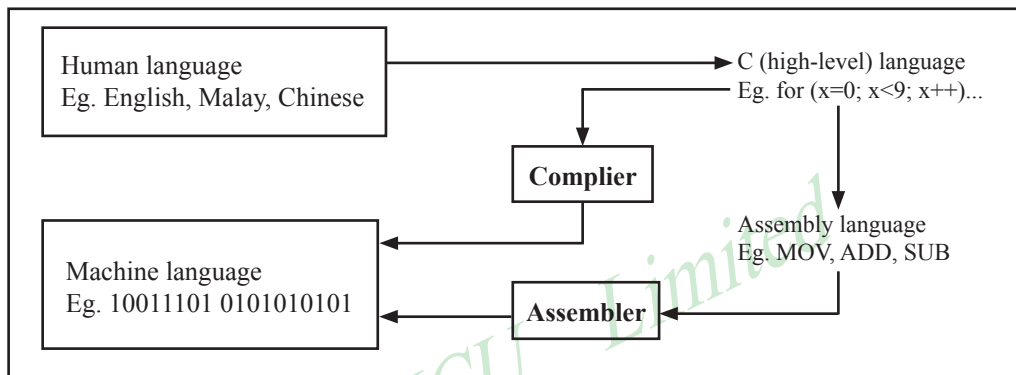 Human language
Eg. English, Malay, Chinese
C (high-level) language
Eg. for (x=0; x<9; x++)...
Complier
Assembly language
Eg. MOV, ADD, SUB
Machine language
Eg. 10011101 0101010101
Assembler
Limited